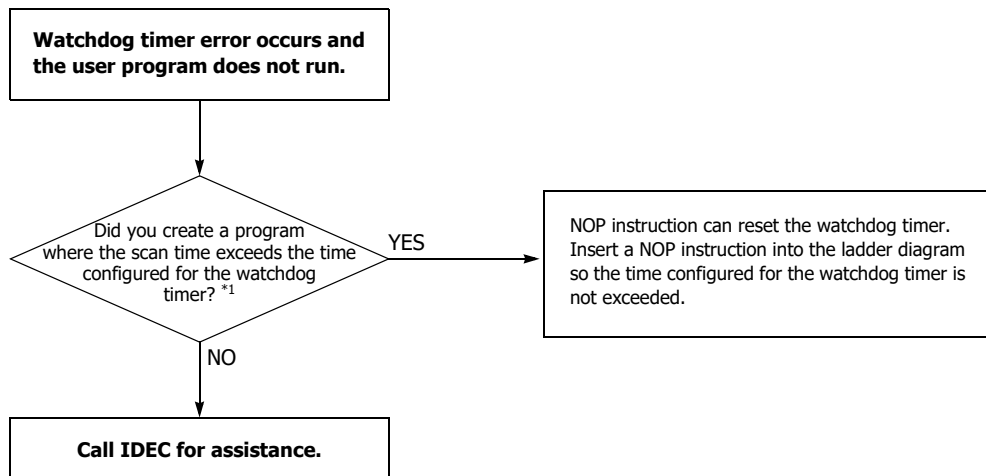 Watchdog timer error occurs and
the user program does not run.
Did you create a program
where the scan time exceeds the time
configured for the watchdog
timer? *1
YES
NOP instruction can reset the watchdog timer.
Insert a NOP instruction into the ladder diagram
so the time configured for the watchdog timer is
not exceeded.
NO
Call IDEC for assistance.